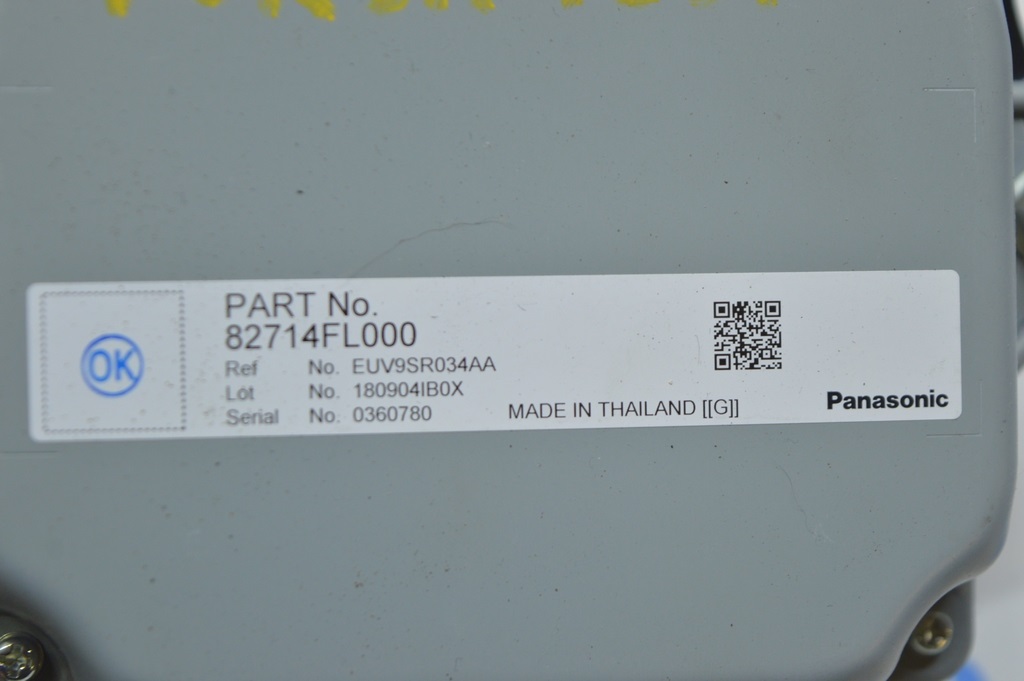 OK
PART No.
82714FL000
Ref No. EUV9SR034AA
Lot No. 180904IB0X
Serial No. 0360780
MADE IN THAILAND [[G]]
Panasonic